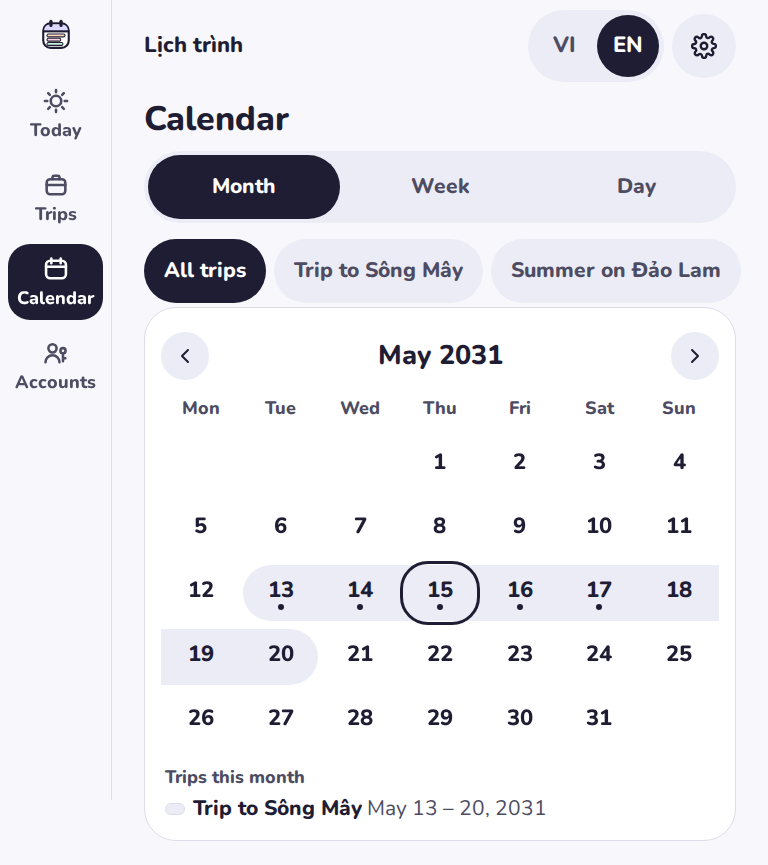 Lịch trình
VI EN
Today
Trips
Calendar
Accounts
Calendar
Month Week Day
All trips Trip to Sông Mây Summer on Đảo Lam
May 2031
Mon Tue Wed Thu Fri Sat Sun
1 2 3 4
5 6 7 8 9 10 11
12 13 14 15 16 17 18
19 20 21 22 23 24 25
26 27 28 29 30 31
Trips this month
Trip to Sông Mây May 13 – 20, 2031